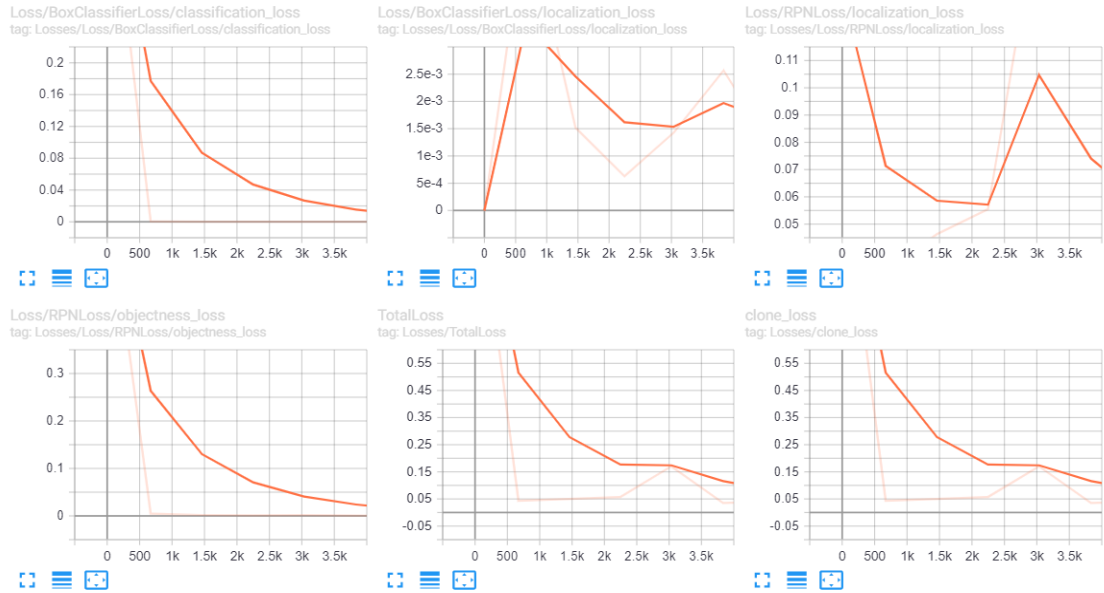 Loss/BoxClassifierLoss/classification_loss
tag: Losses/Loss/BoxClassifierLoss/classification_loss
0.2
0.16
0.12
0.08
0.04
0
0 500 1k 1.5k 2k 2.5k 3k 3.5k
Loss/BoxClassifierLoss/localization_loss
tag: Losses/Loss/BoxClassifierLoss/localization_loss
2.5e-3
2e-3
1.5e-3
1e-3
5e-4
0
0 500 1k 1.5k 2k 2.5k 3k 3.5k
Loss/RPNLoss/localization_loss
tag: Losses/Loss/RPNLoss/localization_loss
0.11
0.1
0.09
0.08
0.07
0.06
0.05
0 500 1k 1.5k 2k 2.5k 3k 3.5k
Loss/RPNLoss/objectness_loss
tag: Losses/Loss/RPNLoss/objectness_loss
0.3
0.2
0.1
0
0 500 1k 1.5k 2k 2.5k 3k 3.5k
TotalLoss
tag: Losses/TotalLoss
0.55
0.45
0.35
0.25
0.15
0.05
-0.05
0 500 1k 1.5k 2k 2.5k 3k 3.5k
clone_loss
tag: Losses/clone_loss
0.55
0.45
0.35
0.25
0.15
0.05
-0.05
0 500 1k 1.5k 2k 2.5k 3k 3.5k